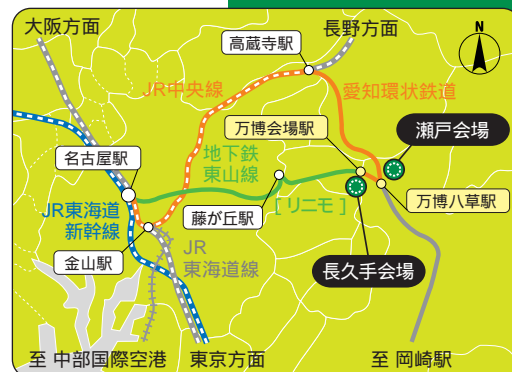 大阪方面
高蔵寺駅
長野方面
N
JR中央線
愛知環状鉄道
万博会場駅
瀬戸会場
名古屋駅
地下鉄
東山線
JR東海道
新幹線
藤が丘駅
[リニモ]
万博八草駅
金山駅
JR
東海道線
長久手会場
至 中部国際空港
東京方面
至 岡崎駅